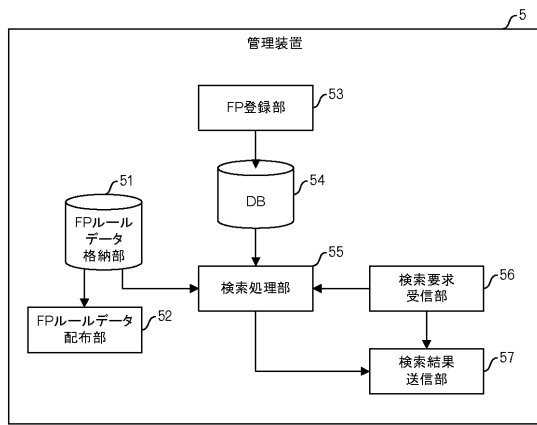 5
管理装置
FP登録部
53
DB
54
51
FPルール
データ
格納部
55
検索処理部
検索要求
受信部
56
FPルールデータ
配布部
52
検索結果
送信部
57